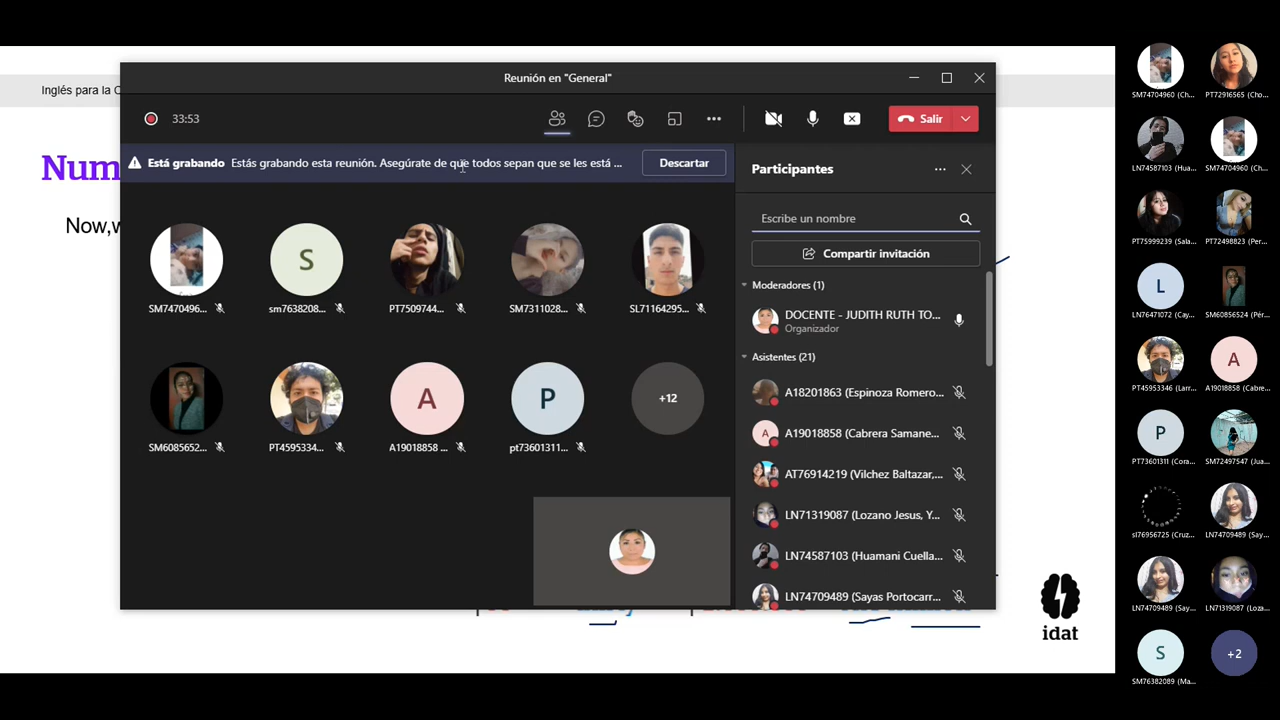 Inglés para la C
Num
Now,w
Reunión en "General"
33:53
Salir
Está grabando Estás grabando esta reunión. Asegúrate de que todos sepan que se les está ...
Descartar
SM7470496...
S
sm7638208...
PT7509744...
SM7311028...
SL71164295...
SM6085652...
PT4595334...
A
A19018858 ...
P
pt73601311...
+12
Participantes
Escribe un nombre
Compartir invitación
Moderadores (1)
DOCENTE - JUDITH RUTH TO...
Organizador
Asistentes (21)
A18201863 (Espinoza Romero...
A
A19018858 (Cabrera Samane...
AT76914219 (Vilchez Baltazar,...
LN71319087 (Lozano Jesus, Y...
LN74587103 (Huamani Cuella...
LN74709489 (Sayas Portocarr...
idat
SM74704960 (Ch...
PT72916565 (Cho...
LN74587103 (Hua...
SM74704960 (Ch...
PT75999239 (Sala...
PT72498823 (Per...
L
LN76471072 (Cay...
SM60856524 (Pér...
PT45953346 (Larr...
A
A19018858 (Cabre...
P
PT73601311 (Cora...
SM72497547 (Jua...
sl76956725 (Cruz...
LN74709489 (Say...
LN74709489 (Say...
LN71319087 (Loza...
S
SM76382089 (Ma...
+2